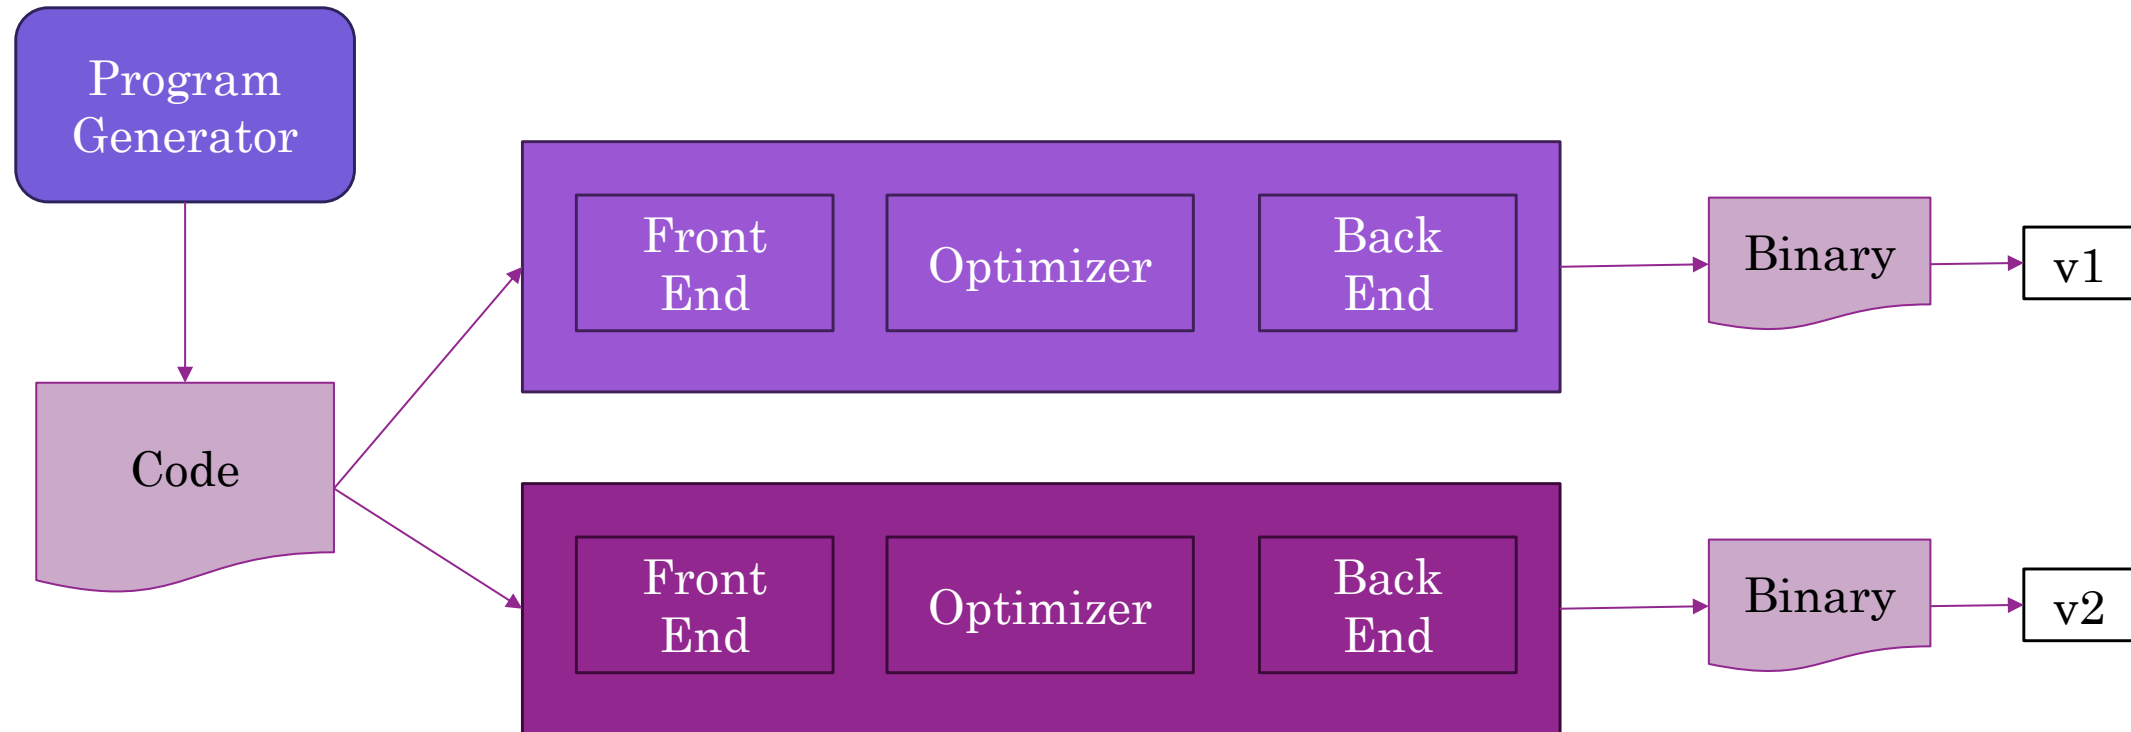 Program
Generator
Code
Front
End
Optimizer
Back
End
Binary
v1
Front
End
Optimizer
Back
End
Binary
v2